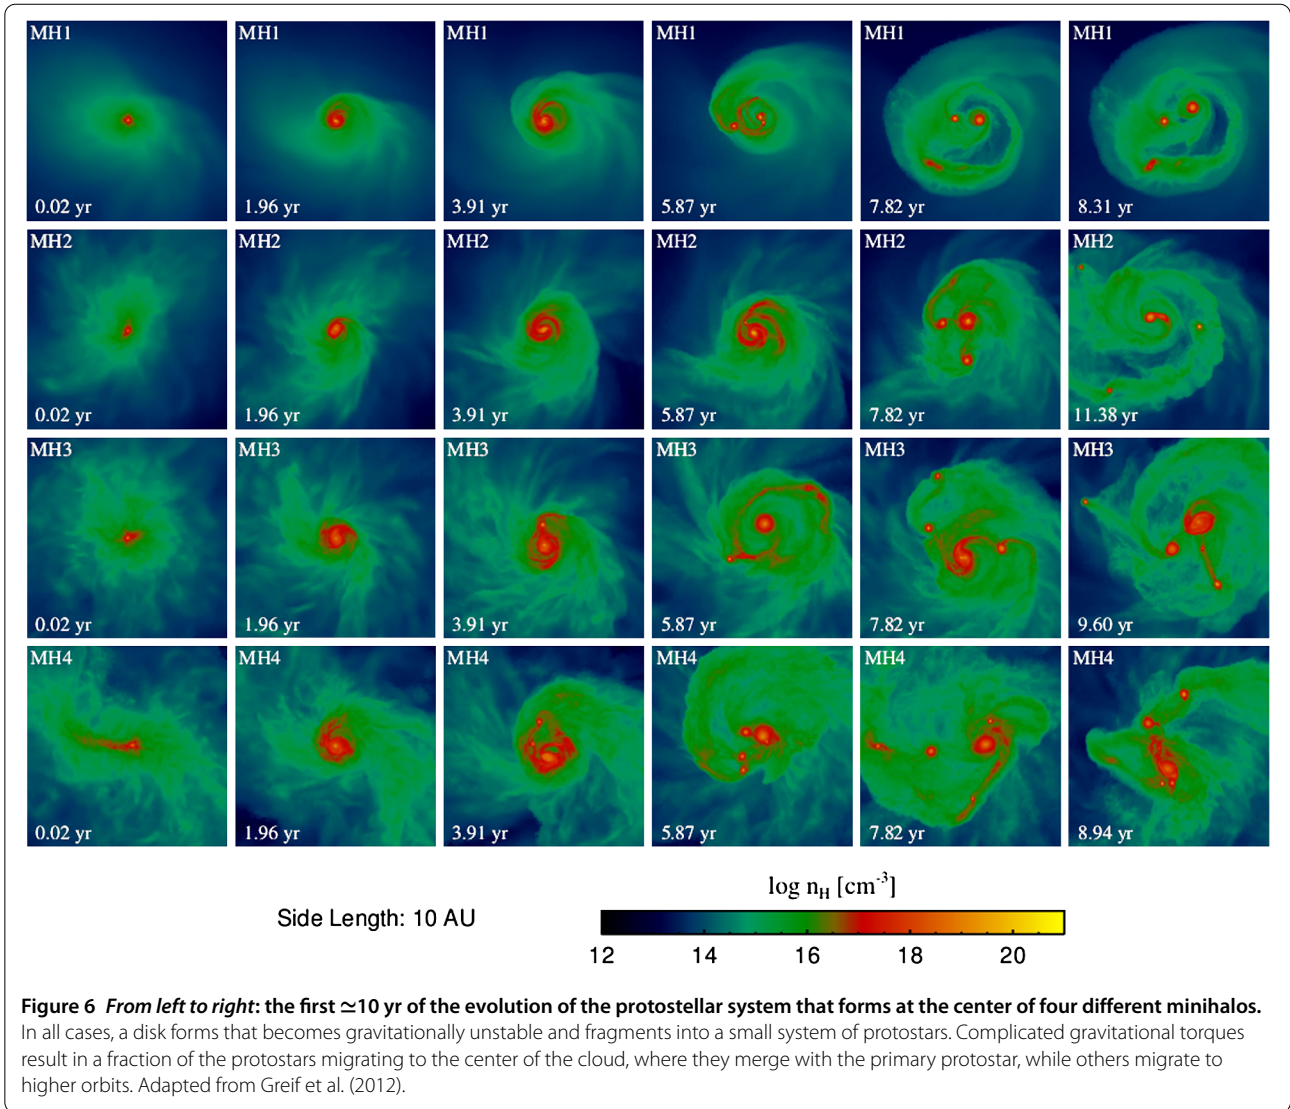 MH1 MH1 MH1 MH1 MH1 MH1
0.02 yr 1.96 yr 3.91 yr 5.87 yr 7.82 yr 8.31 yr
MH2 MH2 MH2 MH2 MH2 MH2
0.02 yr 1.96 yr 3.91 yr 5.87 yr 7.82 yr 11.38 yr
MH3 MH3 MH3 MH3 MH3 MH3
0.02 yr 1.96 yr 3.91 yr 5.87 yr 7.82 yr 9.60 yr
MH4 MH4 MH4 MH4 MH4 MH4
0.02 yr 1.96 yr 3.91 yr 5.87 yr 7.82 yr 8.94 yr
log n_H [cm⁻³]
Side Length: 10 AU
12 14 16 18 20
Figure 6 From left to right: the first ≃10 yr of the evolution of the protostellar system that forms at the center of four different minihalos.
In all cases, a disk forms that becomes gravitationally unstable and fragments into a small system of protostars. Complicated gravitational torques
result in a fraction of the protostars migrating to the center of the cloud, where they merge with the primary protostar, while others migrate to
higher orbits. Adapted from Greif et al. (2012).